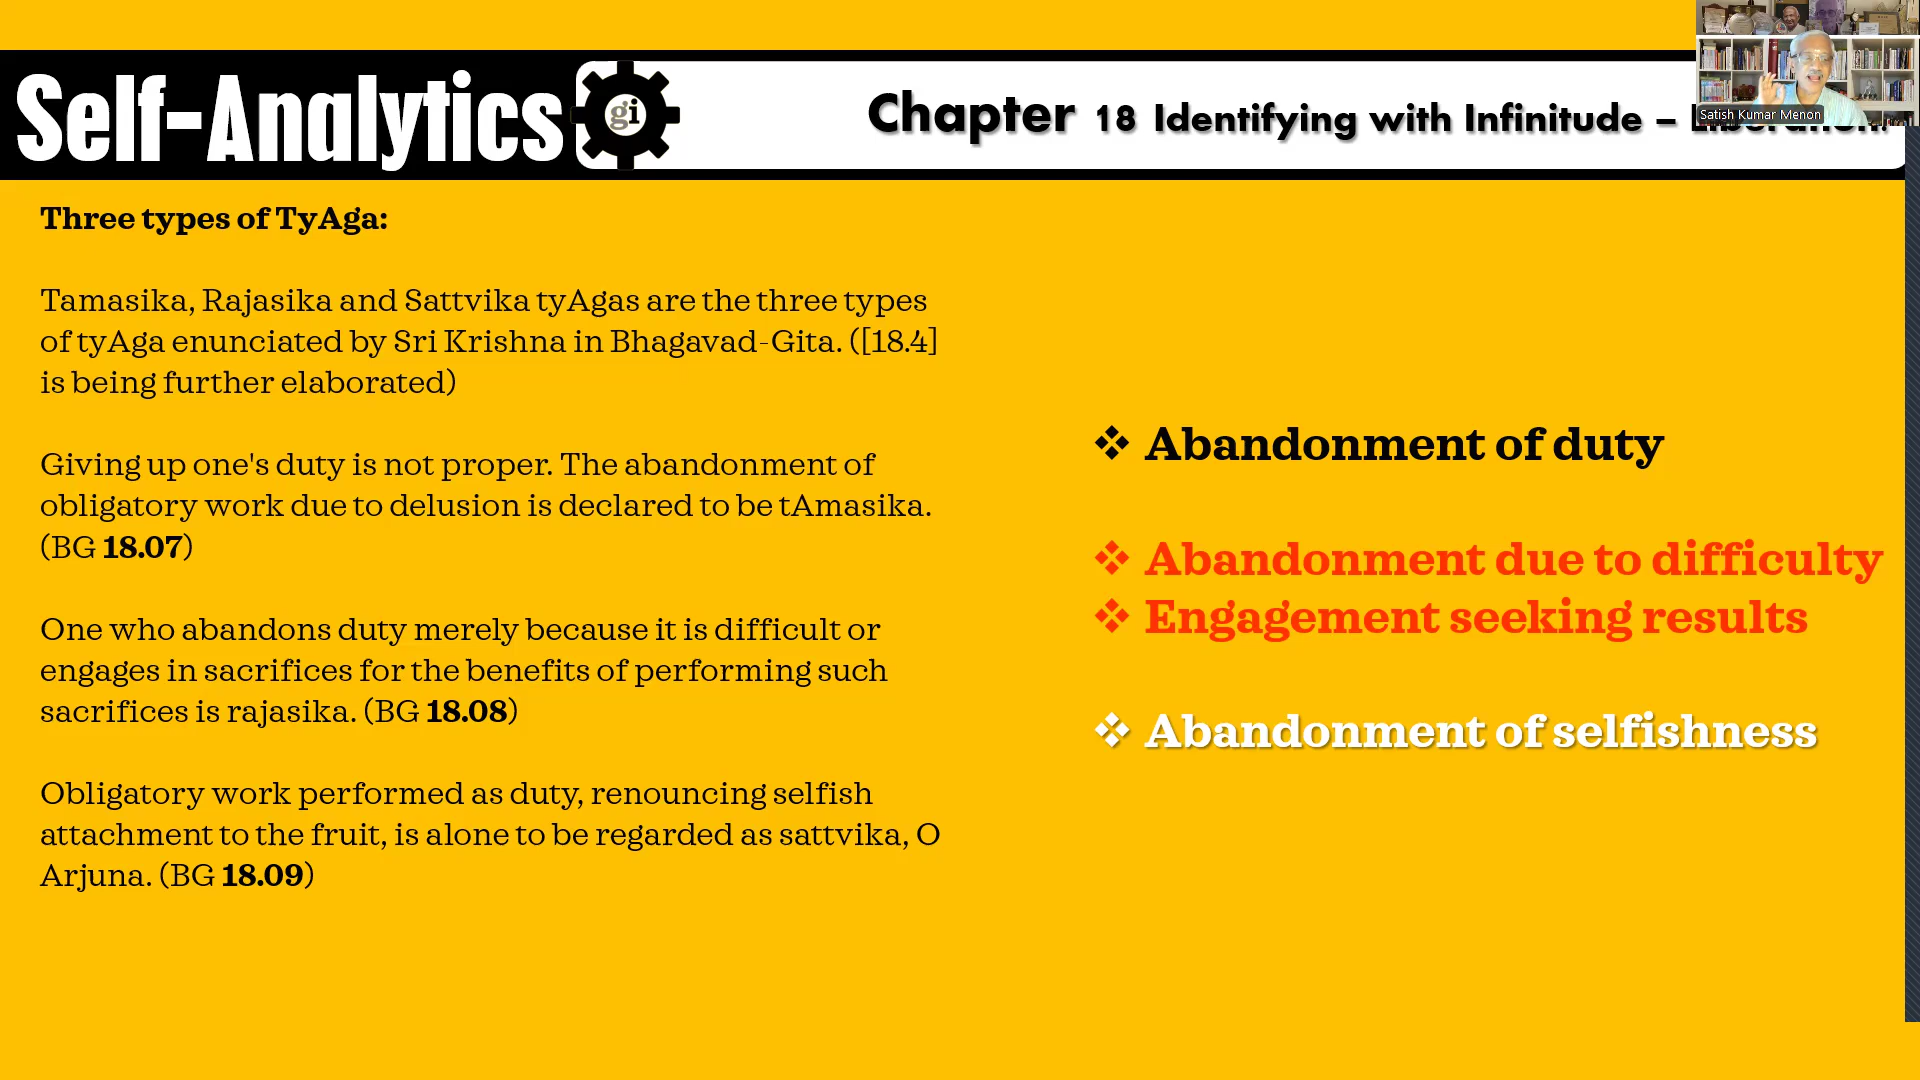 Self-Analytics
gi
Chapter 18 Identifying with Infinitude –
Satish Kumar Menon
Three types of TyAga:
Tamasika, Rajasika and Sattvika tyAgas are the three types
of tyAga enunciated by Sri Krishna in Bhagavad-Gita. ([18.4]
is being further elaborated)
Giving up one's duty is not proper. The abandonment of
obligatory work due to delusion is declared to be tAmasika.
(BG 18.07)
One who abandons duty merely because it is difficult or
engages in sacrifices for the benefits of performing such
sacrifices is rajasika. (BG 18.08)
Obligatory work performed as duty, renouncing selfish
attachment to the fruit, is alone to be regarded as sattvika, O
Arjuna. (BG 18.09)
❖ Abandonment of duty
❖ Abandonment due to difficulty
❖ Engagement seeking results
❖ Abandonment of selfishness